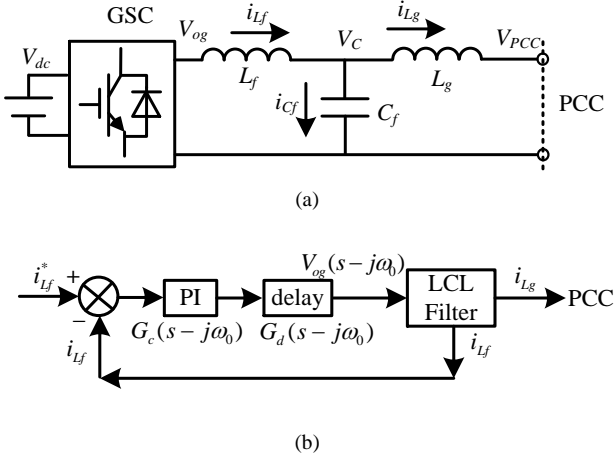 GSC
V_dc
V_og
i_Lf
L_f
V_C
i_Lg
L_g
V_PCC
i_Cf
C_f
PCC
(a)
i*_Lf
+
−
i_Lf
PI
G_c(s − jω_0)
delay
G_d(s − jω_0)
V_og(s − jω_0)
LCL
Filter
i_Lg
PCC
i_Lf
(b)